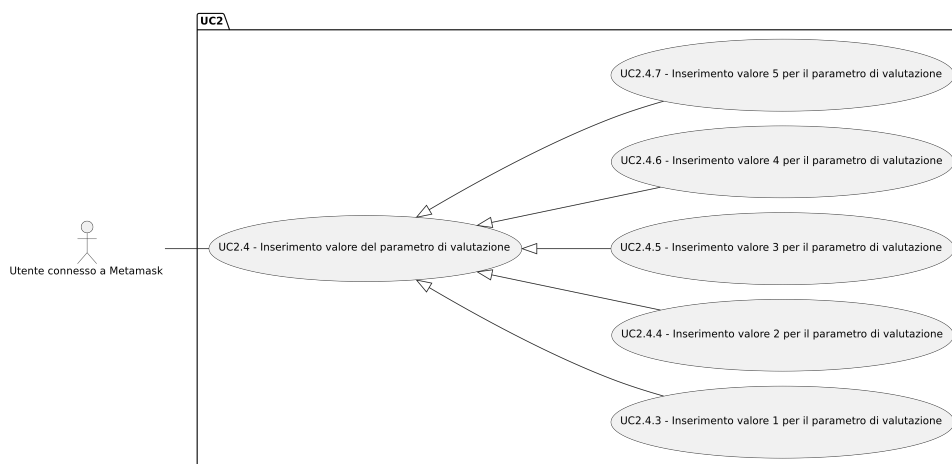 UC2
UC2.4.7 - Inserimento valore 5 per il parametro di valutazione
UC2.4.6 - Inserimento valore 4 per il parametro di valutazione
UC2.4 - Inserimento valore del parametro di valutazione
UC2.4.5 - Inserimento valore 3 per il parametro di valutazione
Utente connesso a Metamask
UC2.4.4 - Inserimento valore 2 per il parametro di valutazione
UC2.4.3 - Inserimento valore 1 per il parametro di valutazione